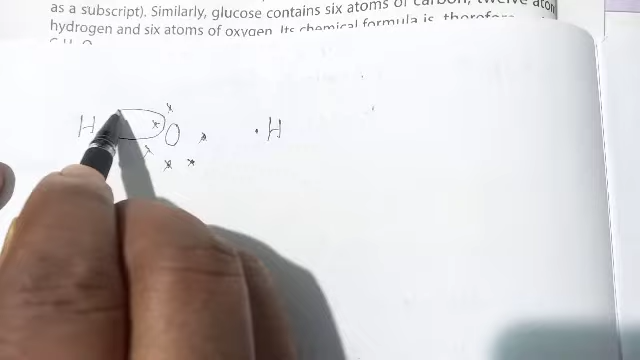 as a subscript). Similarly, glucose contains six atoms of carbon, twelve atom
hydrogen and six atoms of oxygen. Its chemical formula is, therefore,
H O H